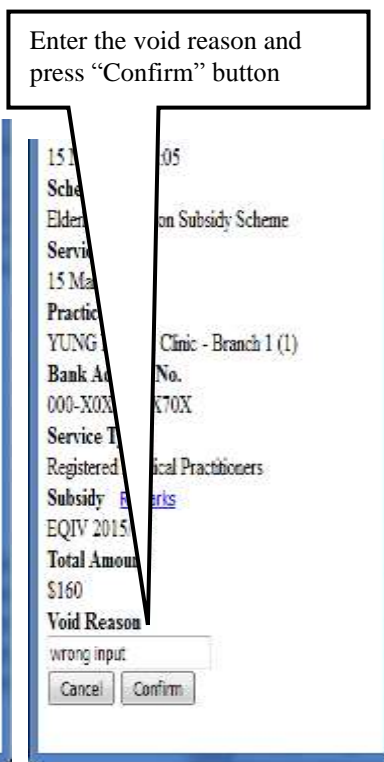 Enter the void reason and
press “Confirm” button
15 :05
Sche
Elder on Subsidy Scheme
Servi
15 Ma
Practic
YUNG Clinic - Branch 1 (1)
Bank Ac No.
000-X0X X70X
Service T
Registered ical Practitioners
Subsidy R arks
EQIV 2015
Total Amoun
$160
Void Reason
wrong input
Cancel Confirm